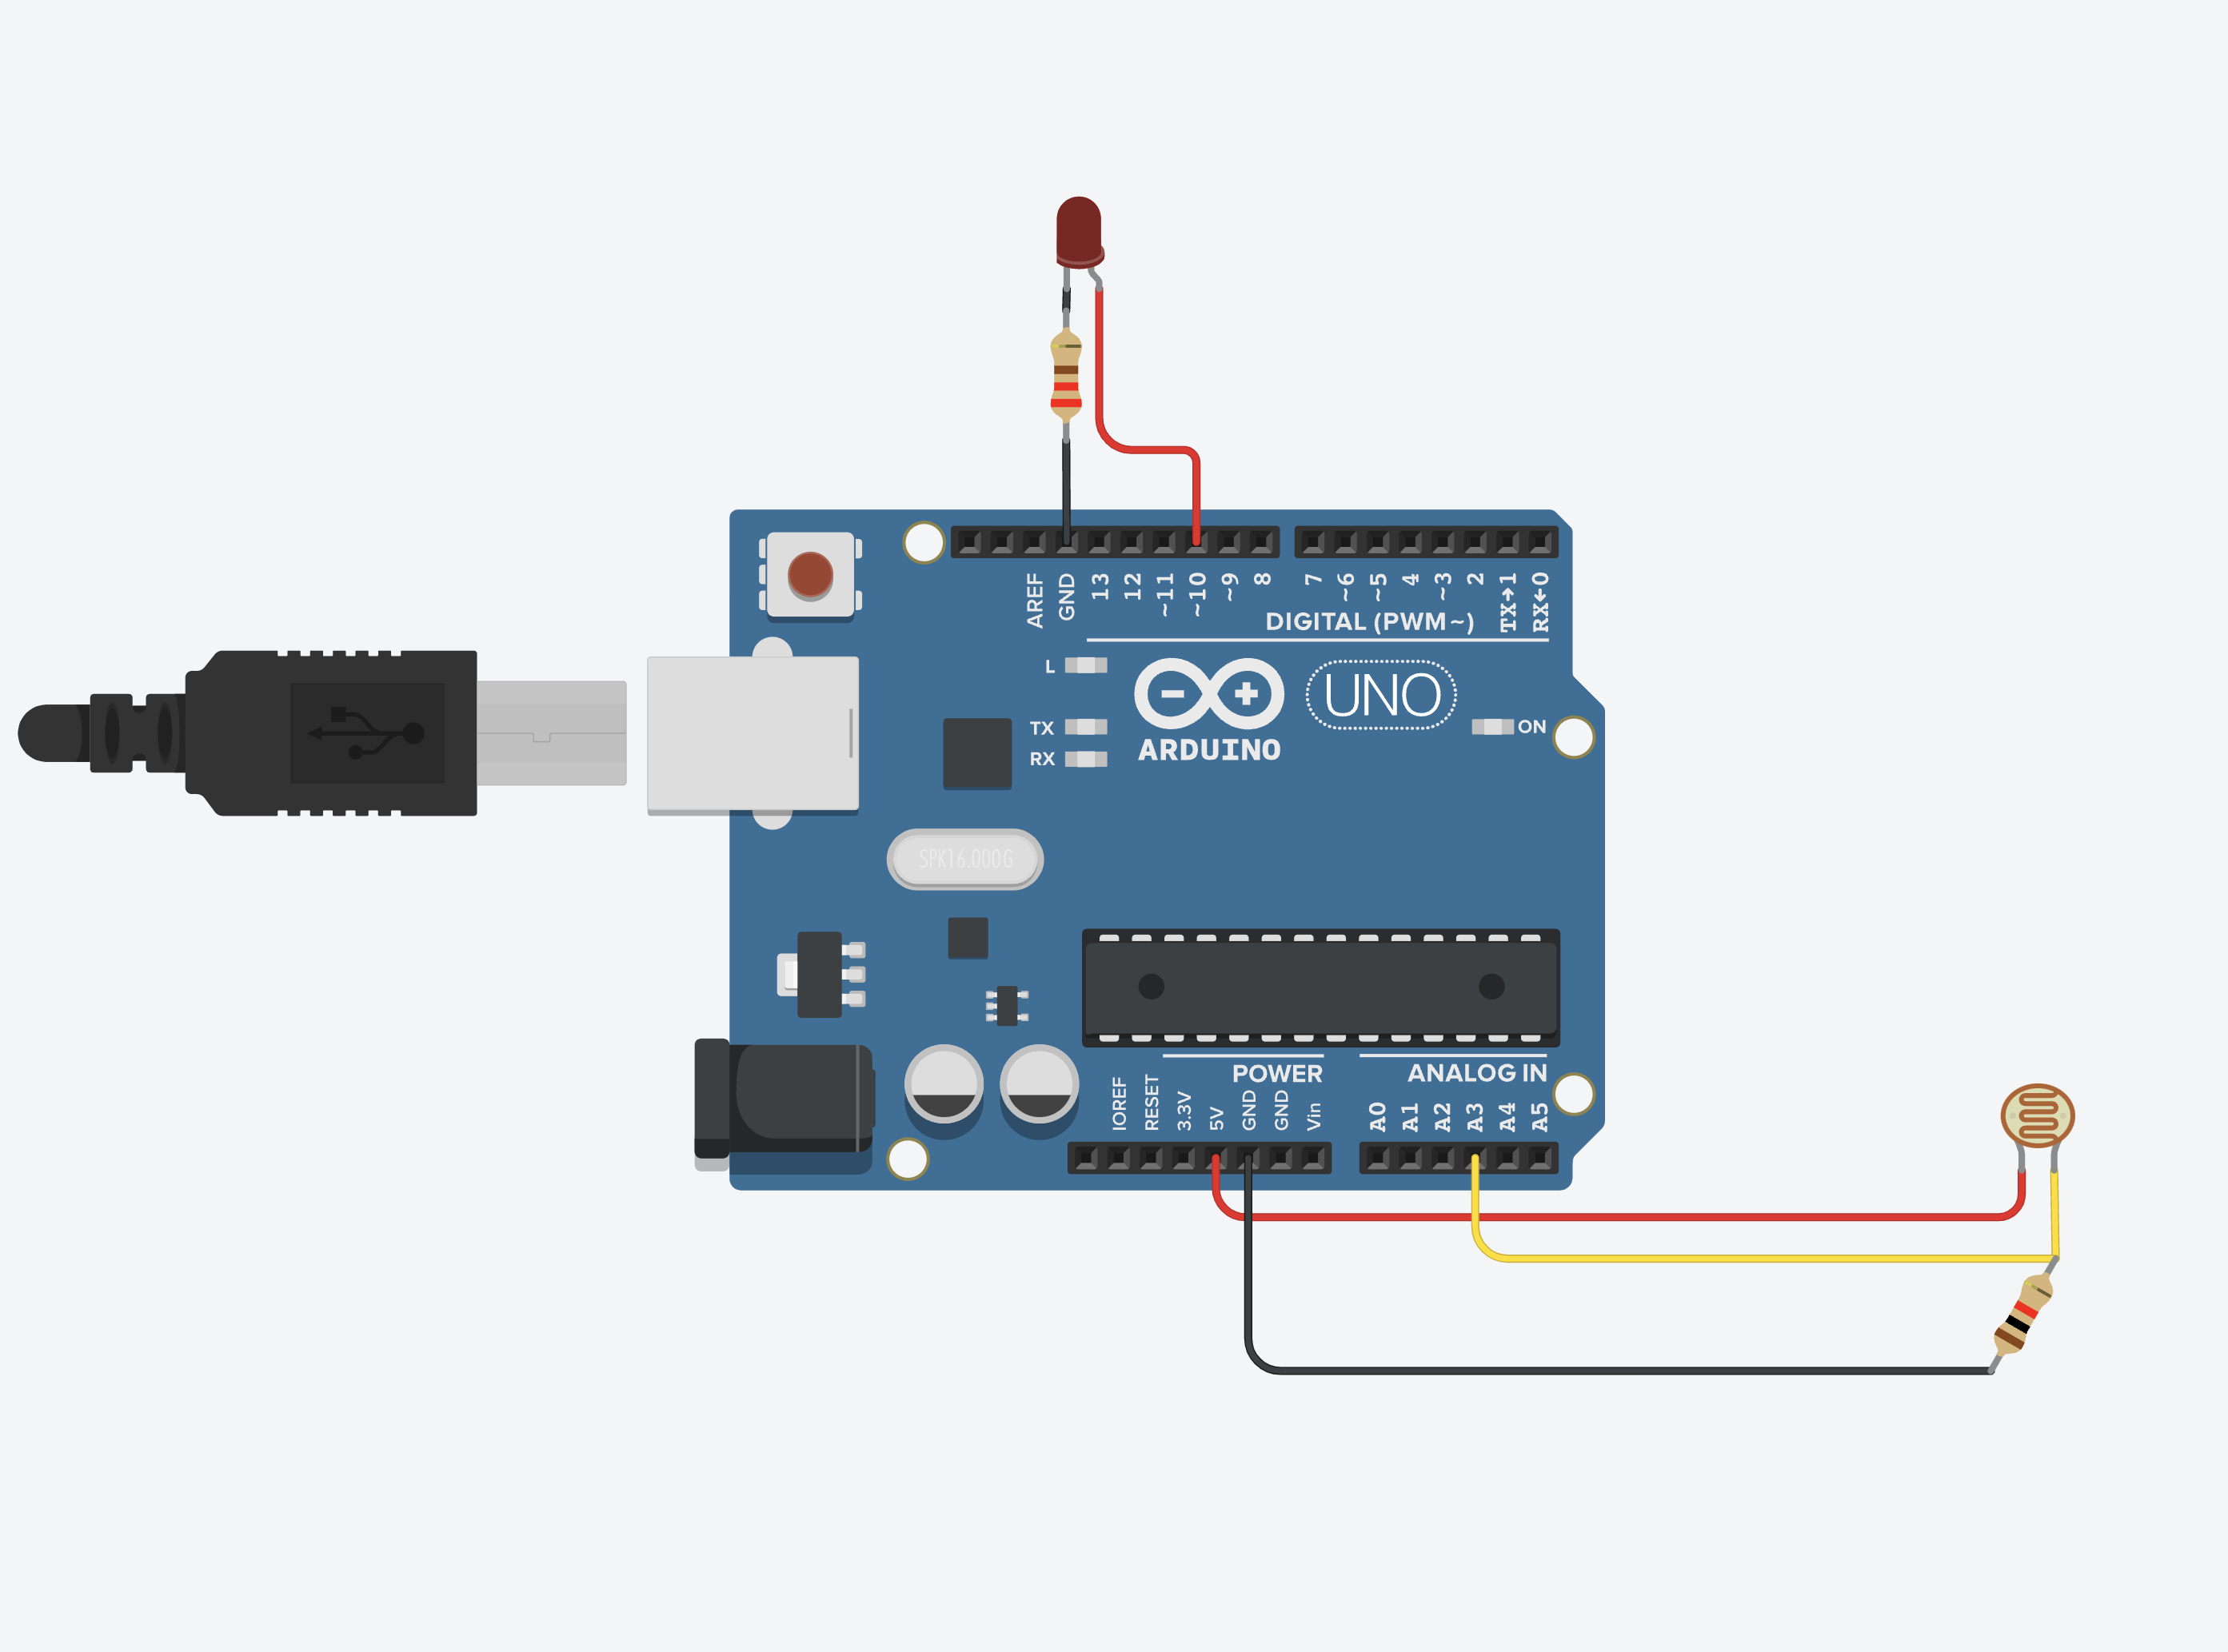 AREF
GND
13
12
~11
~10
~9
8
7
~6
~5
4
~3
2
TX→1
RX←0
DIGITAL (PWM~)
L
TX
RX
ARDUINO
UNO
ON
SPK16.000G
POWER
ANALOG IN
IOREF
RESET
3.3V
5V
GND
GND
Vin
A0
A1
A2
A3
A4
A5